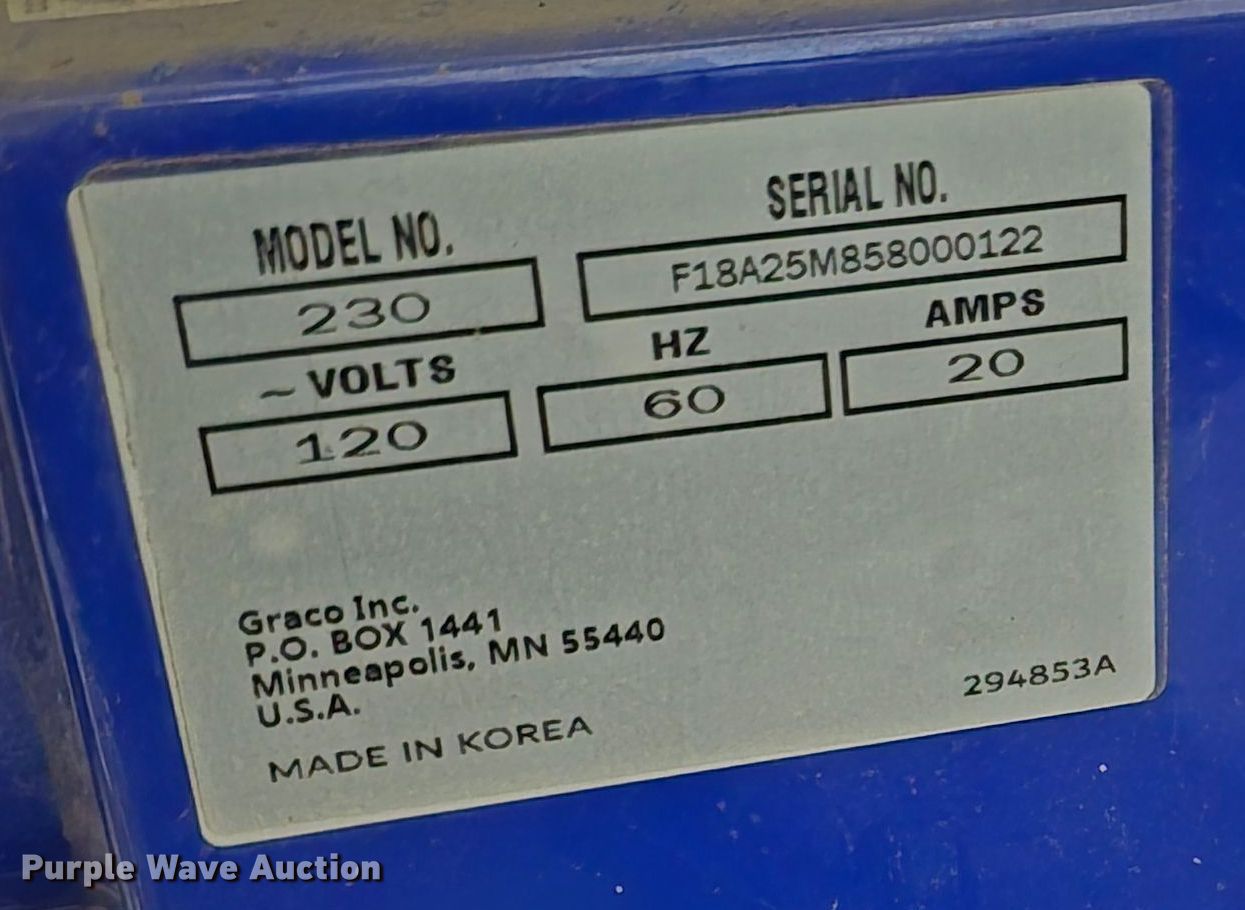 MODEL NO. SERIAL NO.
230 F18A25M858000122
~ VOLTS HZ AMPS
120 60 20
Graco Inc.
P.O. BOX 1441
Minneapolis, MN 55440
U.S.A.
294853A
MADE IN KOREA
Purple Wave Auction